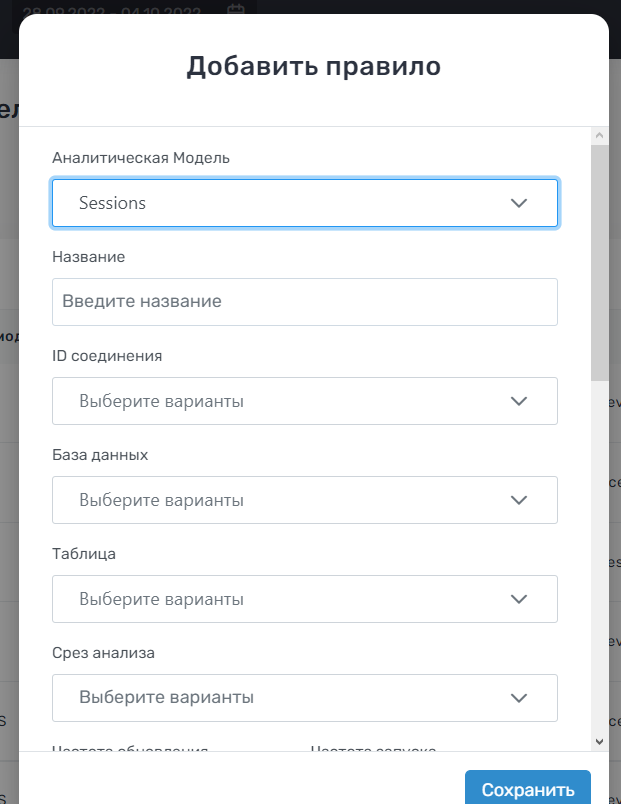 28.09.2022 - 04.10.2022
Добавить правило
Аналитическая Модель
Sessions
Название
Введите название
ID соединения
Выберите варианты
База данных
Выберите варианты
Таблица
Выберите варианты
Срез анализа
Выберите варианты
Частота обновления Частота запуска
Сохранить